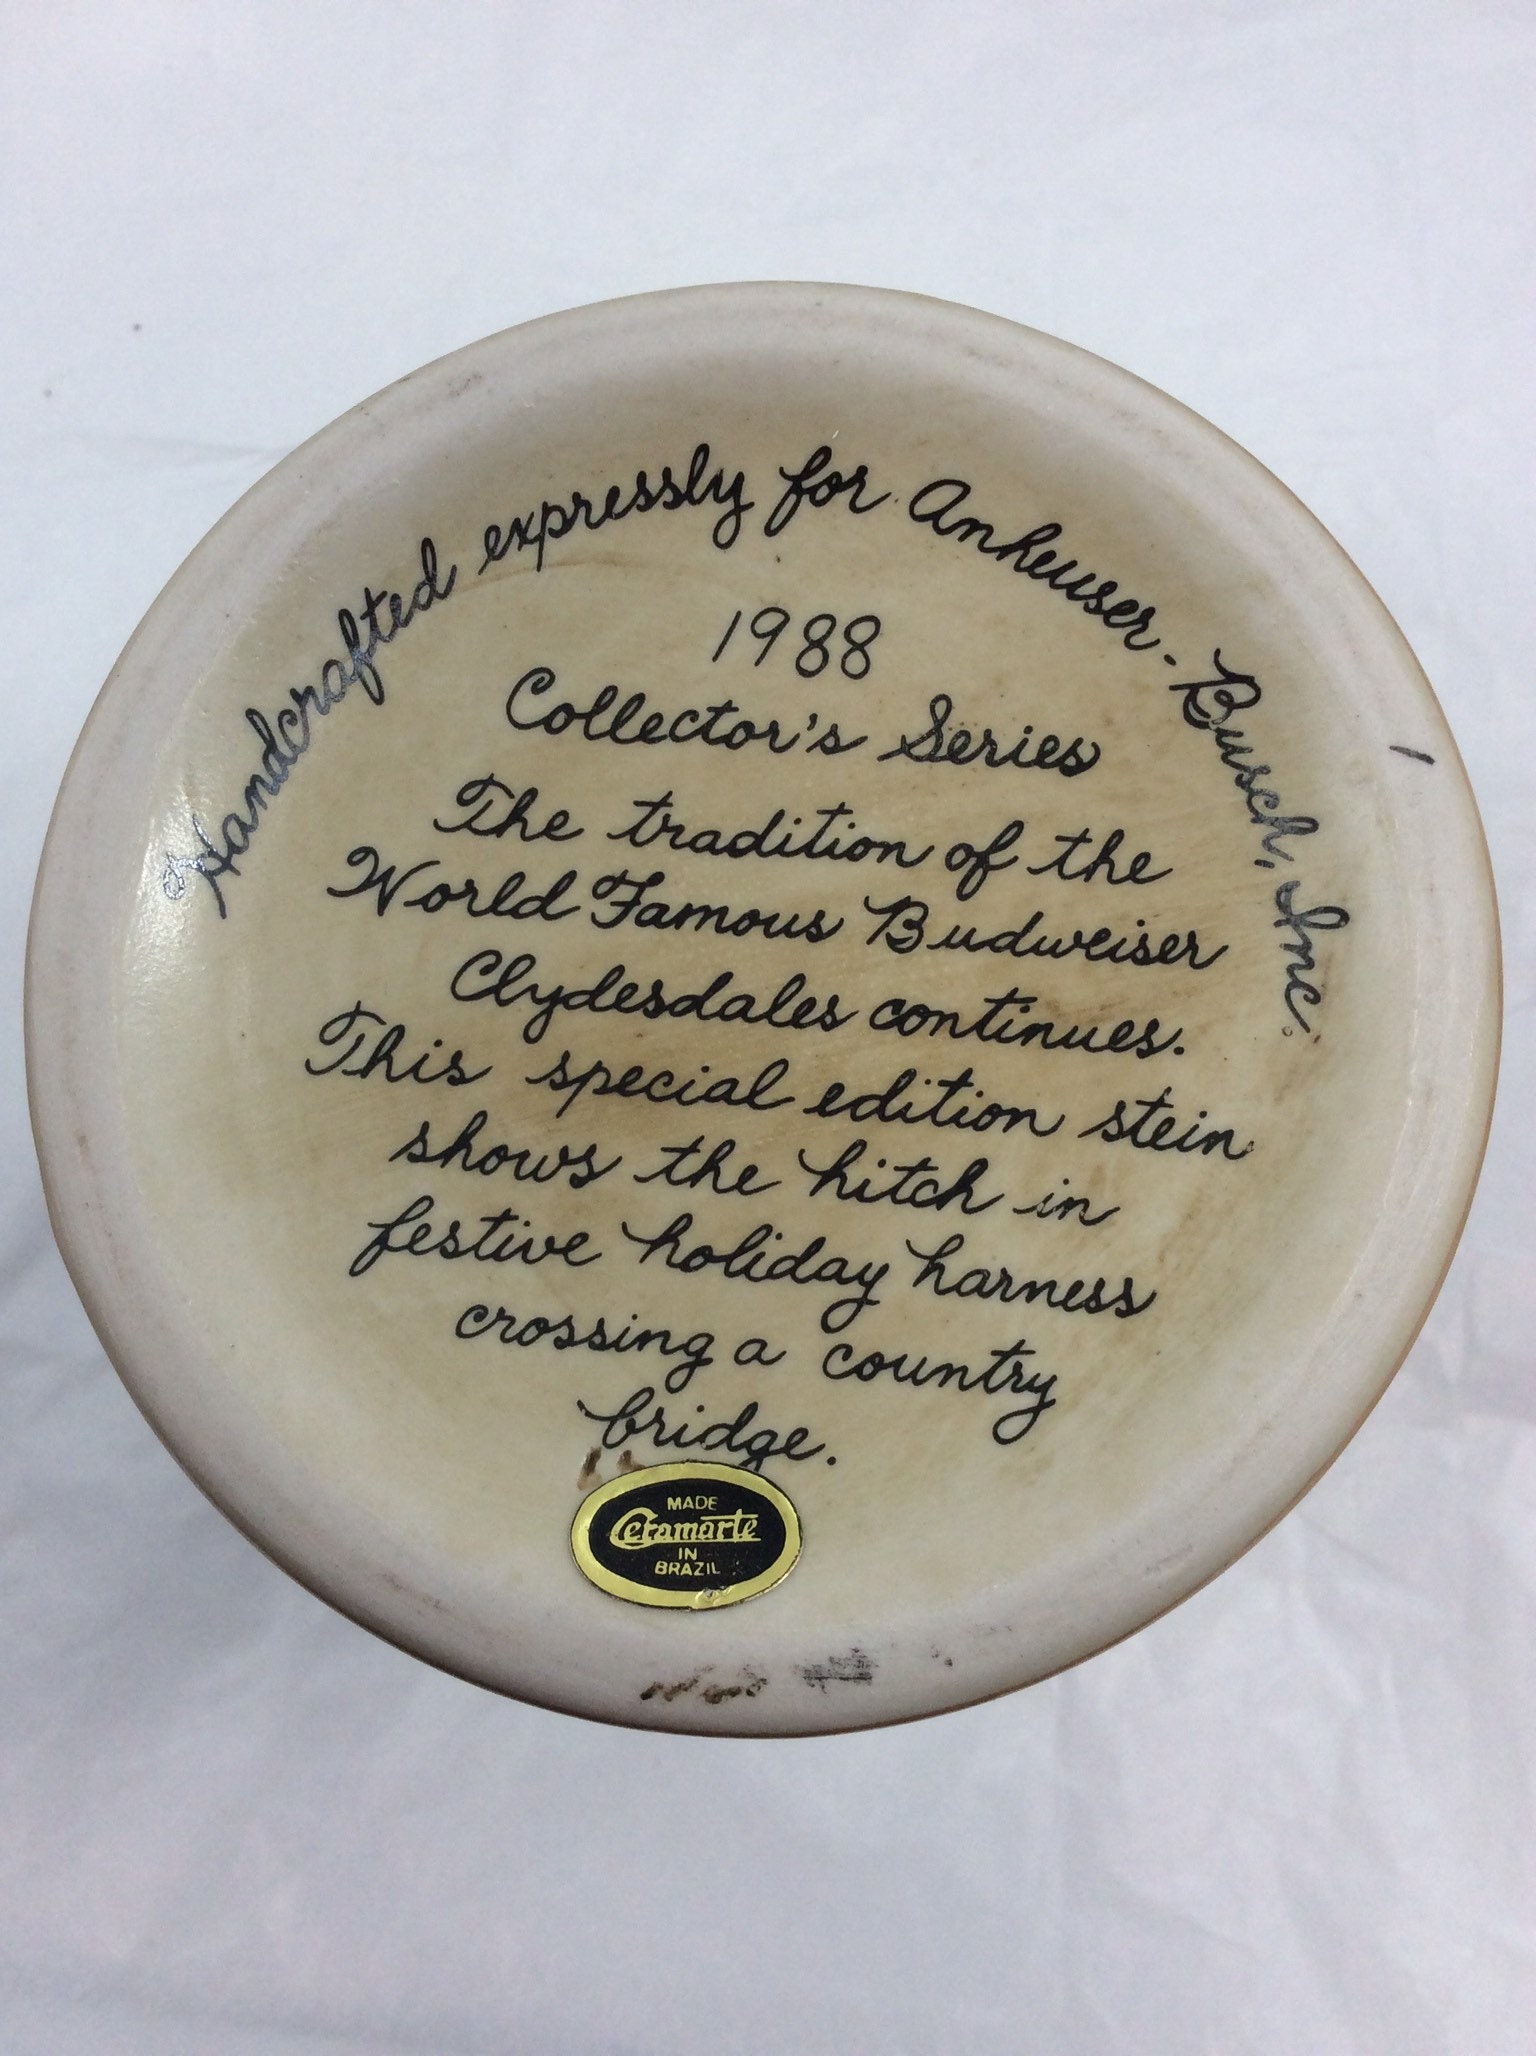 Handcrafted expressly for Anheuser-Busch, Inc.
1988
Collector's Series
The tradition of the
World Famous Budweiser
Clydesdales continues.
This special edition stein
shows the hitch in
festive holiday harness
crossing a country
bridge.
MADE
Ceramarte
IN
BRAZIL